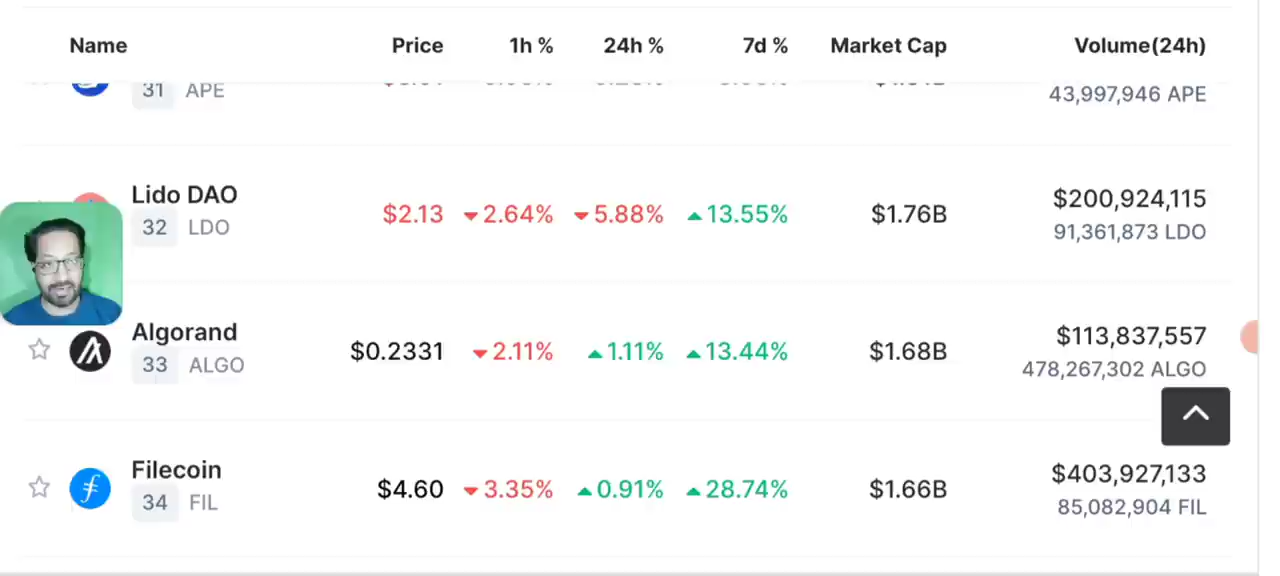 Name Price 1h % 24h % 7d % Market Cap Volume(24h)
31 APE 43,997,946 APE
Lido DAO
32 LDO
$2.13 2.64% 5.88% 13.55% $1.76B
$200,924,115
91,361,873 LDO
Algorand
33 ALGO
$0.2331 2.11% 1.11% 13.44% $1.68B
$113,837,557
478,267,302 ALGO
Filecoin
34 FIL
$4.60 3.35% 0.91% 28.74% $1.66B
$403,927,133
85,082,904 FIL